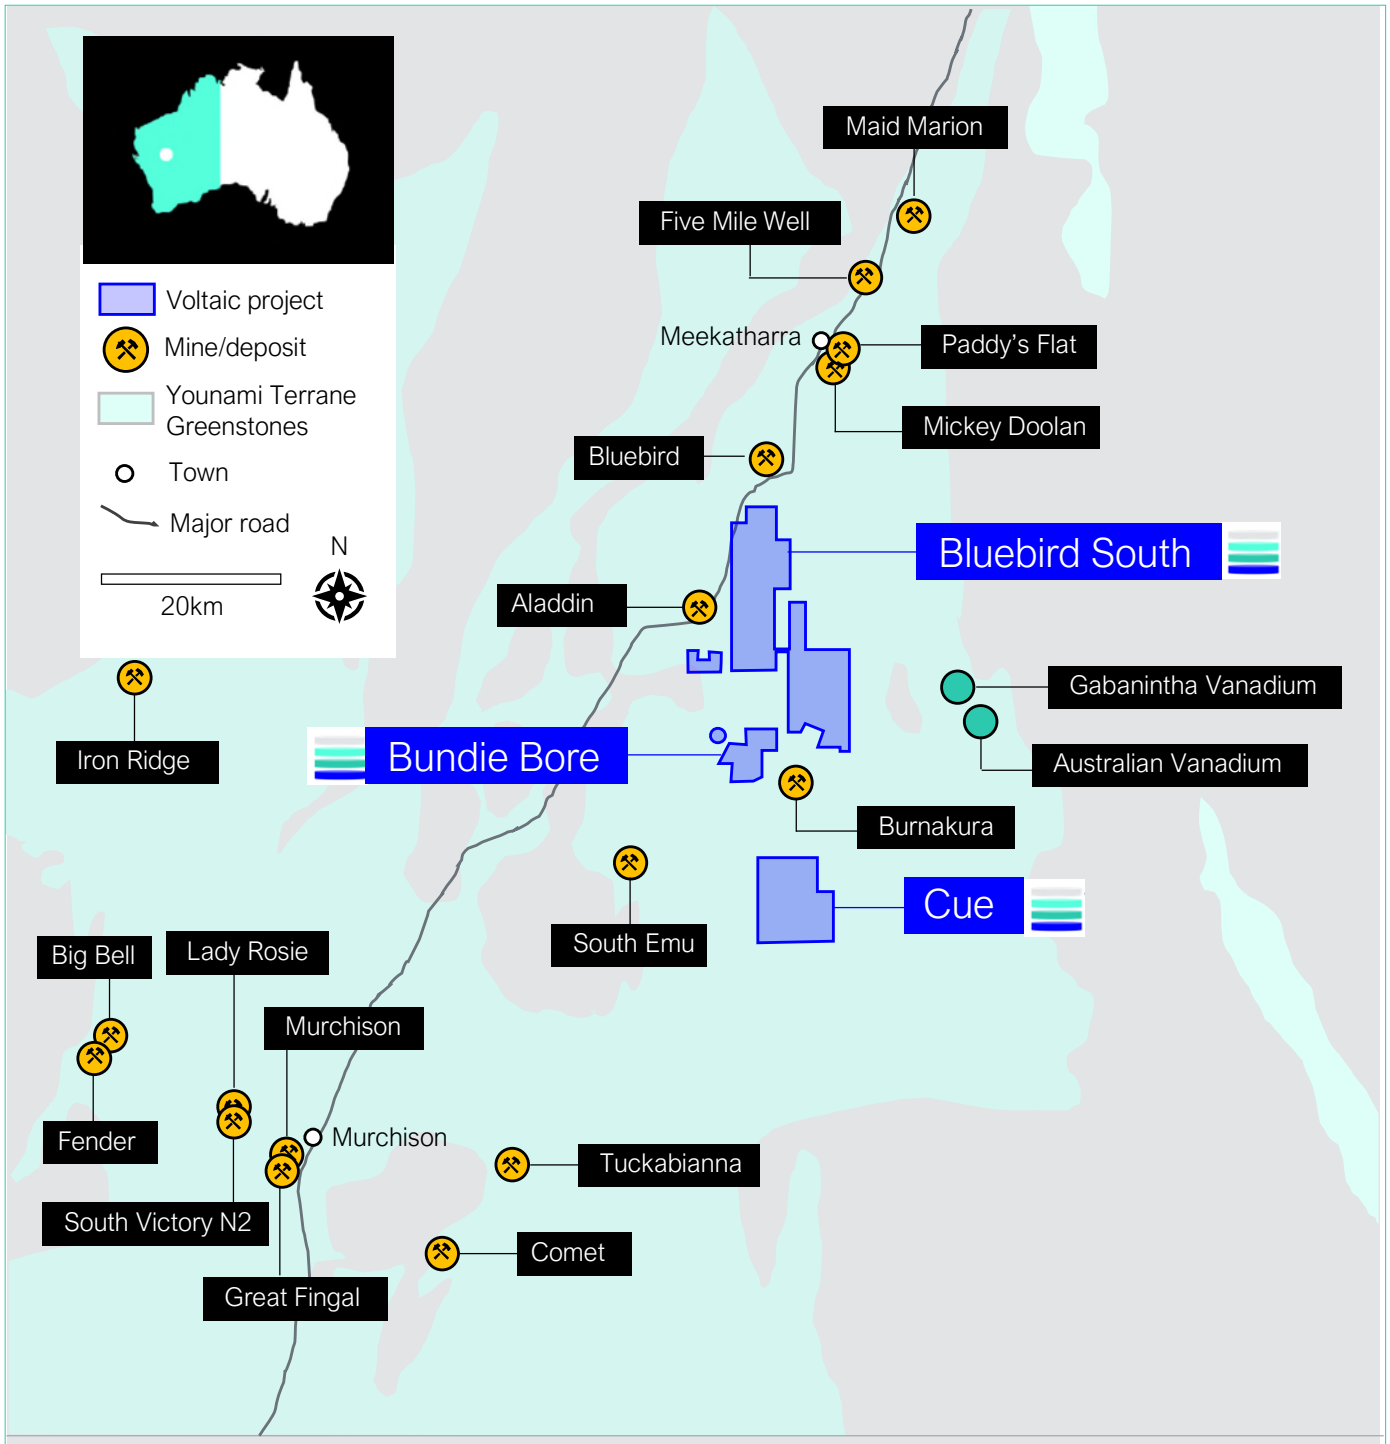 Maid Marion
Five Mile Well
Voltaic project
Mine/deposit
Meekatharra
Paddy's Flat
Younami Terrane
Greenstones
Mickey Doolan
Bluebird
Town
Major road
N
Bluebird South
20km
Aladdin
Gabanintha Vanadium
Iron Ridge
Bundie Bore
Australian Vanadium
Burnakura
Cue
South Emu
Big Bell
Lady Rosie
Murchison
Fender
Murchison
Tuckabianna
South Victory N2
Comet
Great Fingal